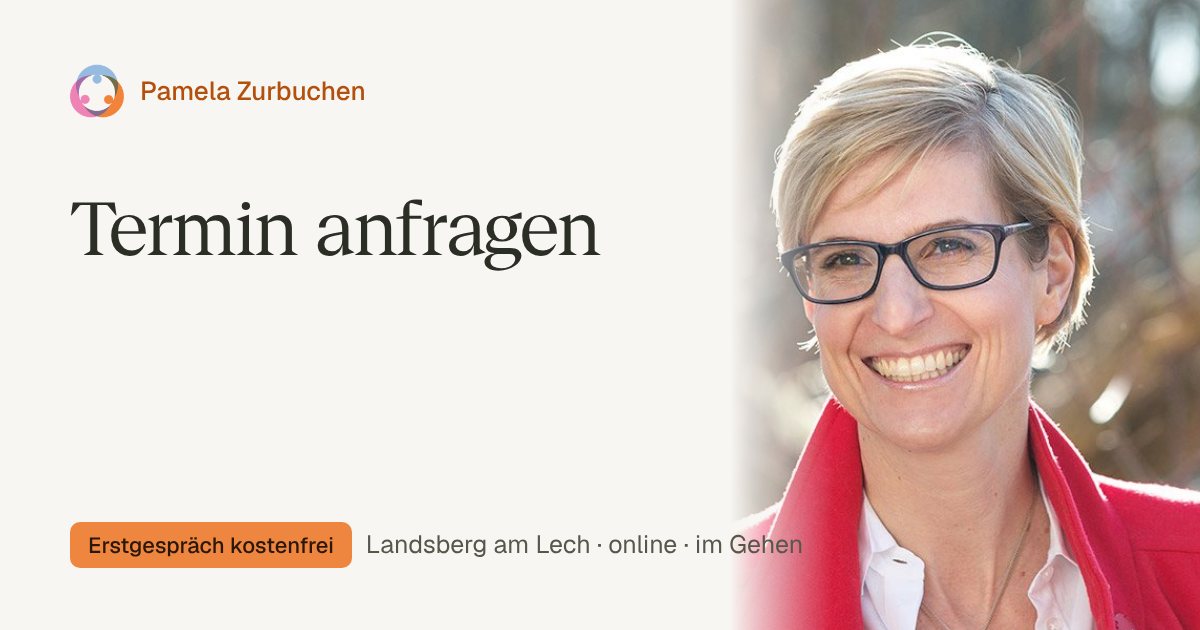 Pamela Zurbuchen
Termin anfragen
Erstgespräch kostenfrei
Landsberg am Lech · online · im Gehen